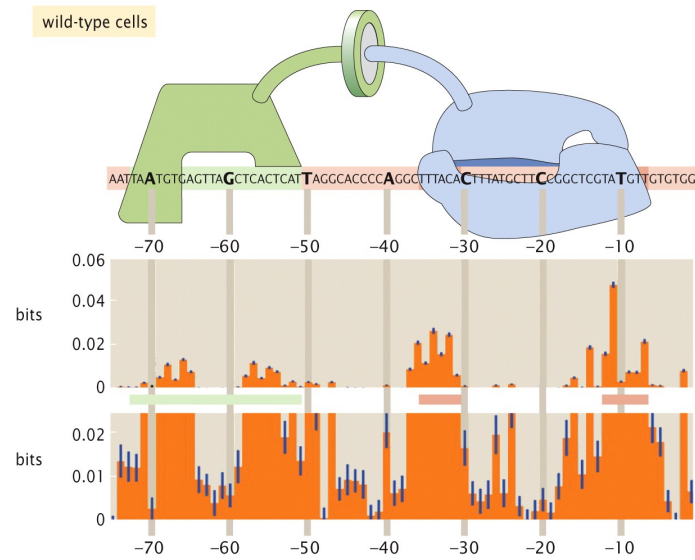 wild-type cells
AATTAATGTGAGTTAGCTCACTCATTAGGCACCCCAGGCTTTACACTTTATGCTTCCGGCTCGTATGTTGTGTGG
−70 −60 −50 −40 −30 −20 −10
0.06
0.04
bits
0.02
0
0.02
bits
0.01
0
−70 −60 −50 −40 −30 −20 −10